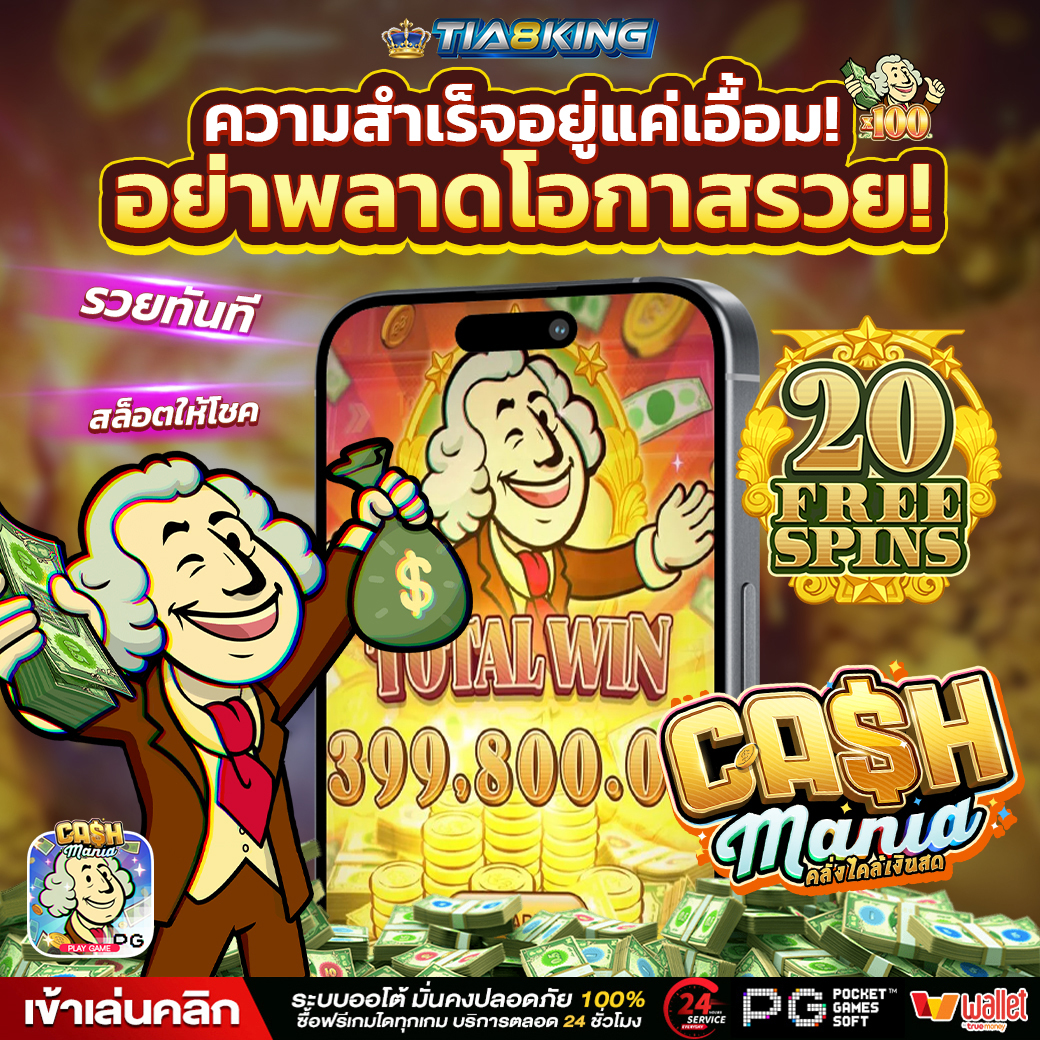 TIA8KING
ความสำเร็จอยู่แค่เอื้อม!
x100
อย่าพลาดโอกาสรวย!
รวยทันที
สล็อตให้โชค
20
FREE
SPINS
TOTAL WIN
399,800.0
CASH
Mania
คลั่งไคล้เงินสด
CASH
Mania
PLAY GAME
PG
เข้าเล่นคลิก
ระบบออโต้ มั่นคงปลอดภัย 100%
ซื้อฟรีเกมได้ทุกเกม บริการตลอด 24 ชั่วโมง
24
HOURS
SERVICE
EVERYDAY
PG
POCKET™
GAMES
SOFT
wallet
by truemoney